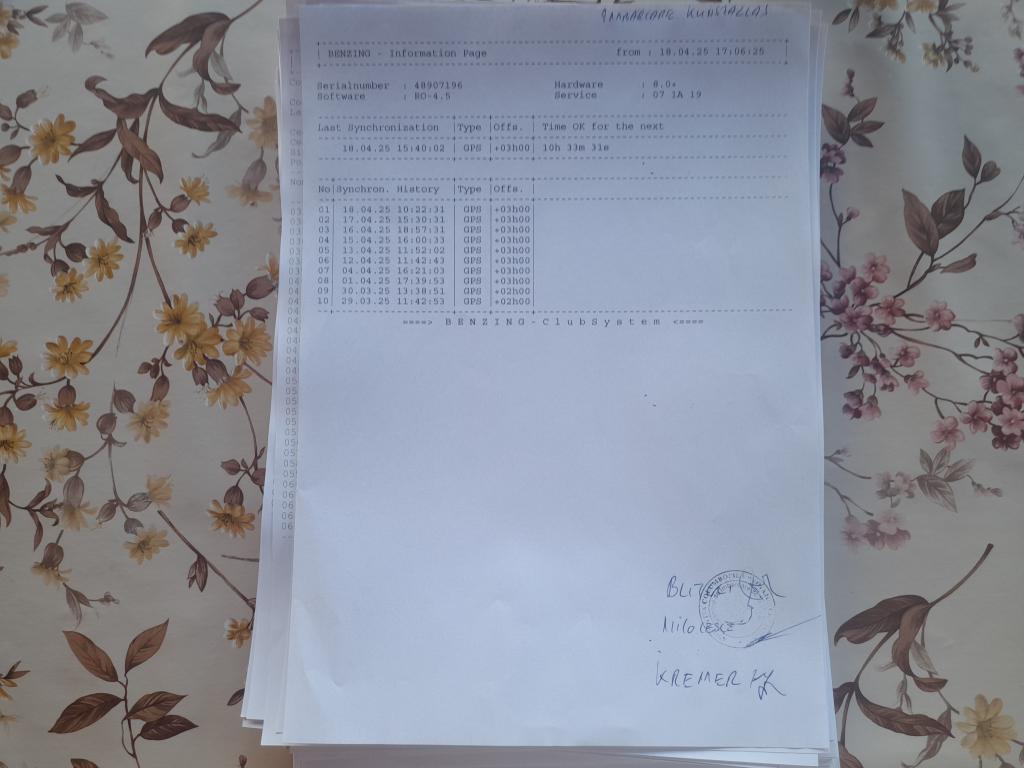 BENZING - Information Page from : 18.04.25 17:06:25
Serialnumber : 48907196 Hardware : 8.0+
Software : RO-4.5 Service : 07 1A 19
Last Synchronization |Type |Offs. | Time OK for the next
18.04.25 15:40:02 | GPS |+03h00| 10h 33m 31s
No|Synchron. History |Type |Offs. |
01| 18.04.25 10:22:31 | GPS |+03h00|
02| 17.04.25 15:30:31 | GPS |+03h00|
03| 16.04.25 18:57:31 | GPS |+03h00|
04| 15.04.25 16:00:33 | GPS |+03h00|
05| 13.04.25 11:52:02 | GPS |+03h00|
06| 12.04.25 11:42:43 | GPS |+03h00|
07| 04.04.25 16:21:03 | GPS |+03h00|
08| 01.04.25 17:39:53 | GPS |+03h00|
09| 30.03.25 13:38:51 | GPS |+02h00|
10| 29.03.25 11:42:53 | GPS |+02h00|
====> B E N Z I N G - C l u b S y s t e m <====
KREMER